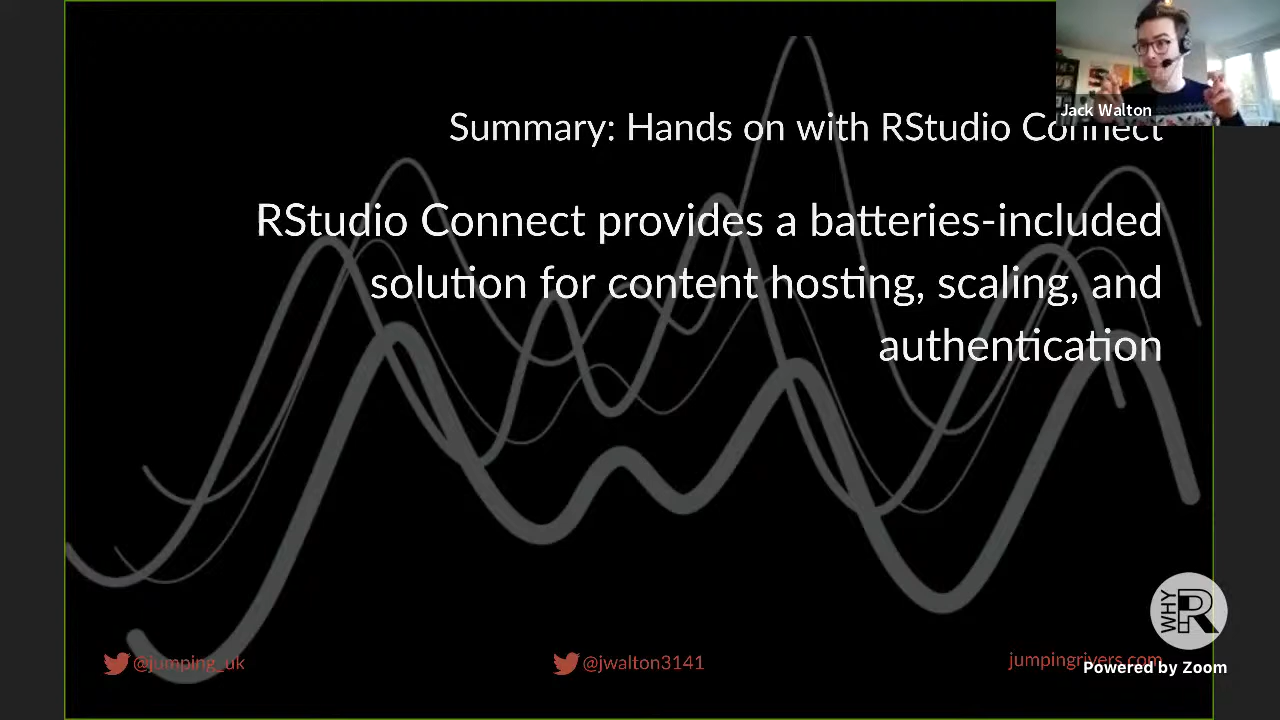 Jack Walton
Summary: Hands on with RStudio Connect
RStudio Connect provides a batteries-included
solution for content hosting, scaling, and
authentication
WHY R
@jumping_uk
@jwalton3141
jumpingrivers.com
Powered by Zoom